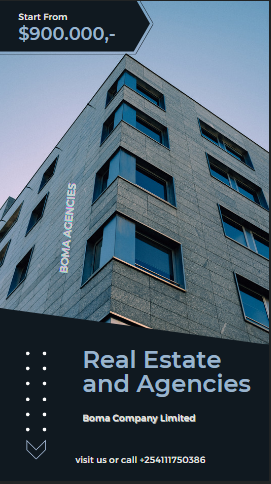 Start From
$900.000,-
BOMA AGENCIES
Real Estate
and Agencies
Boma Company Limited
visit us or call +254111750386